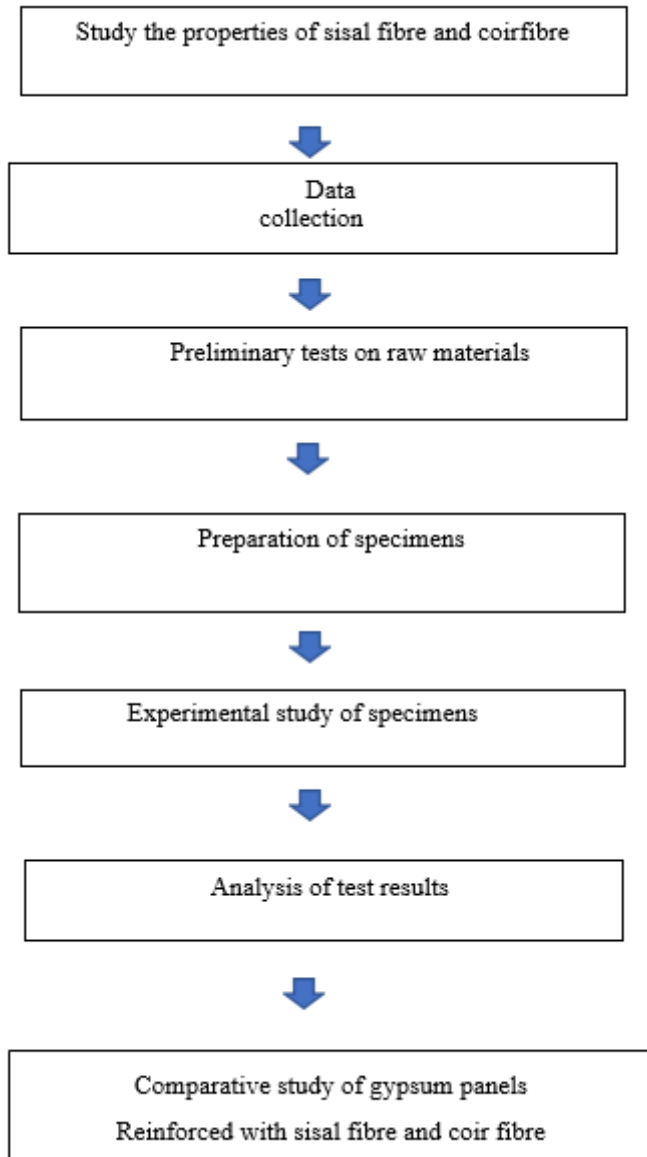 Study the properties of sisal fibre and coirfibre
Data
collection
Preliminary tests on raw materials
Preparation of specimens
Experimental study of specimens
Analysis of test results
Comparative study of gypsum panels
Reinforced with sisal fibre and coir fibre